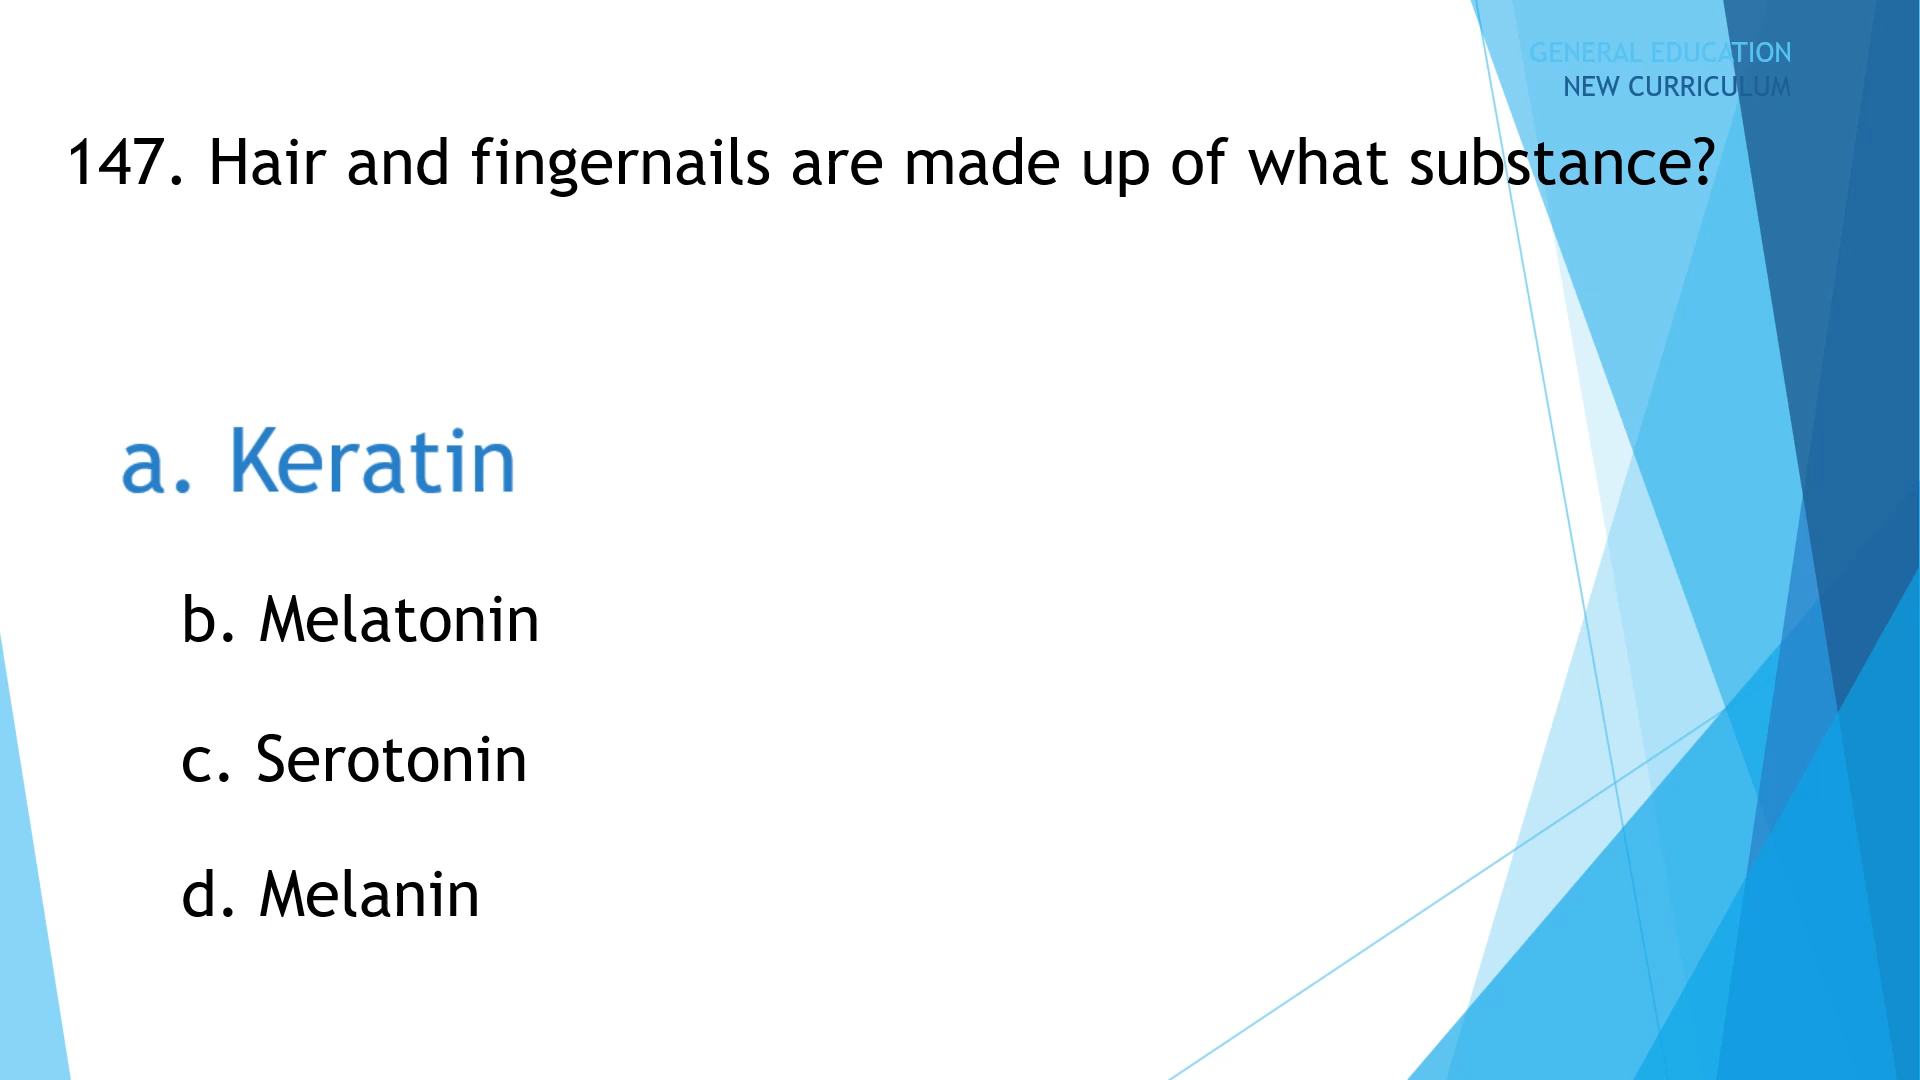 GENERAL EDUCATION
NEW CURRICULUM
147. Hair and fingernails are made up of what substance?
a. Keratin
b. Melatonin
c. Serotonin
d. Melanin